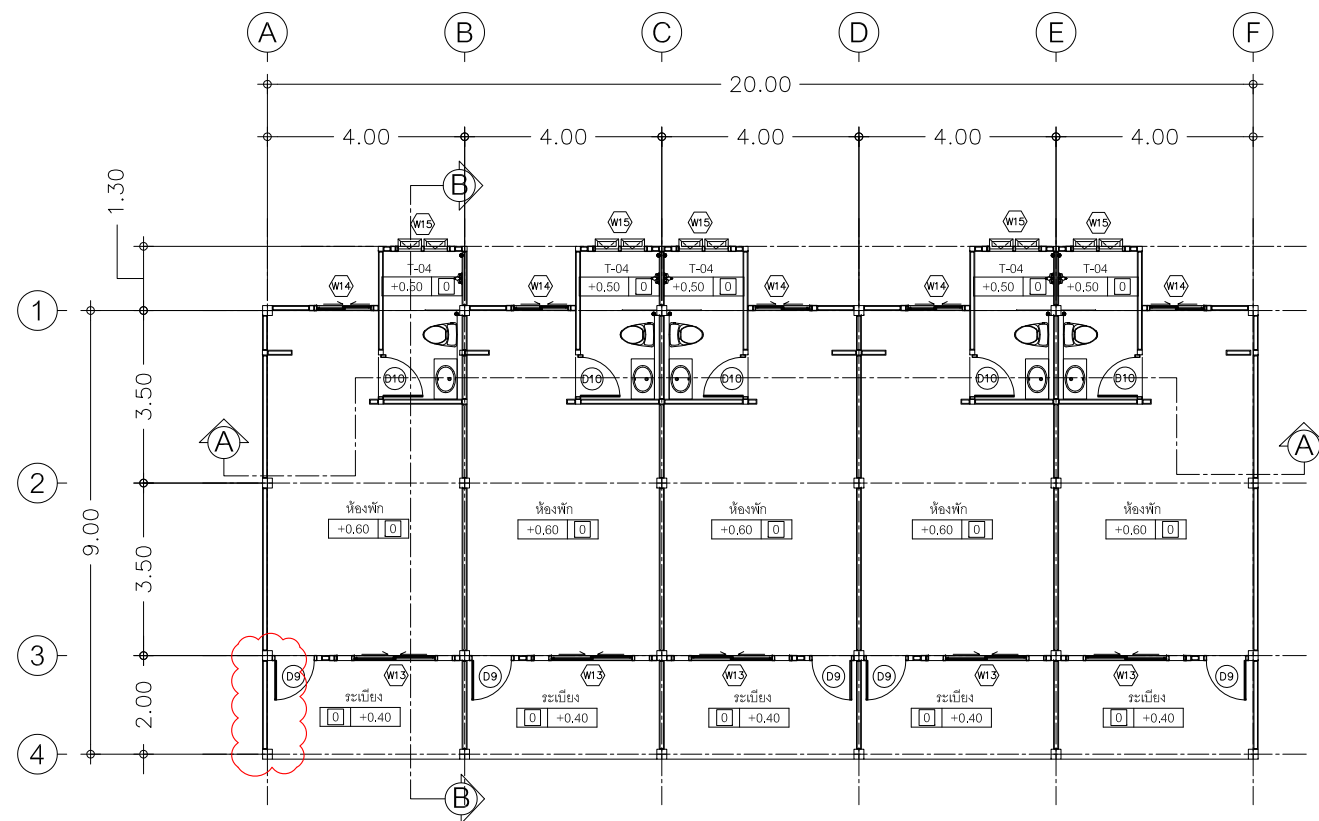 A B C D E F
20.00
4.00 4.00 4.00 4.00 4.00
1.30
B
W15 W15 W15 W15 W15
T-04 T-04 T-04 T-04 T-04
+0.50 0 +0.50 0 +0.50 0 +0.50 0 +0.50 0
W14 W14 W14 W14 W14
1
3.50
D10 D10 D10 D10 D10
A A
2
9.00
ห้องพัก ห้องพัก ห้องพัก ห้องพัก ห้องพัก
+0.60 0 +0.60 0 +0.60 0 +0.60 0 +0.60 0
3.50
3
D9 W13 D9 W13 W13 D9 D9 W13 W13 D9
ระเบียง ระเบียง ระเบียง ระเบียง ระเบียง
2.00
0 +0.40 0 +0.40 0 +0.40 0 +0.40 0 +0.40
4
B